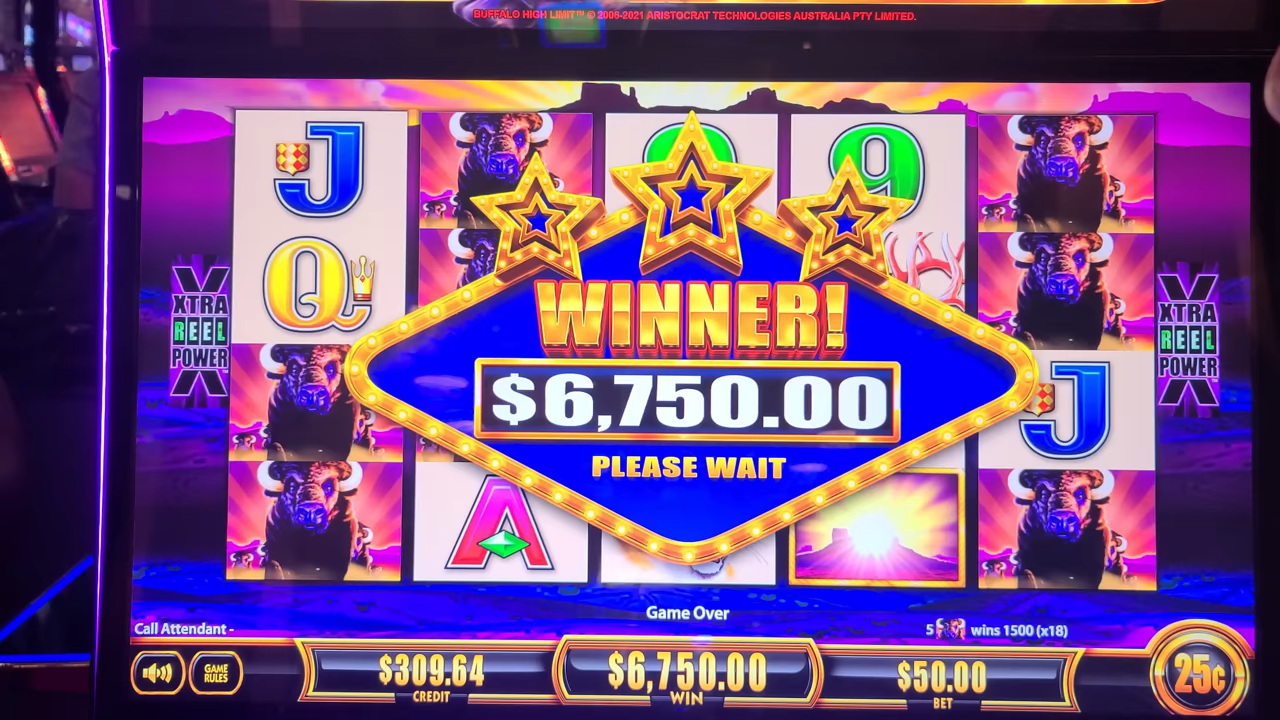 BUFFALO HIGH LIMIT™ © 2006-2021 ARISTOCRAT TECHNOLOGIES AUSTRALIA PTY LIMITED.
J
9
Q
XTRA
REEL
POWER
XTRA
REEL
POWER
WINNER!
$6,750.00
PLEASE WAIT
J
A
Game Over
Call Attendant -
5 wins 1500 (x18)
GAME
RULES
$309.64
CREDIT
$6,750.00
WIN
$50.00
BET
25¢